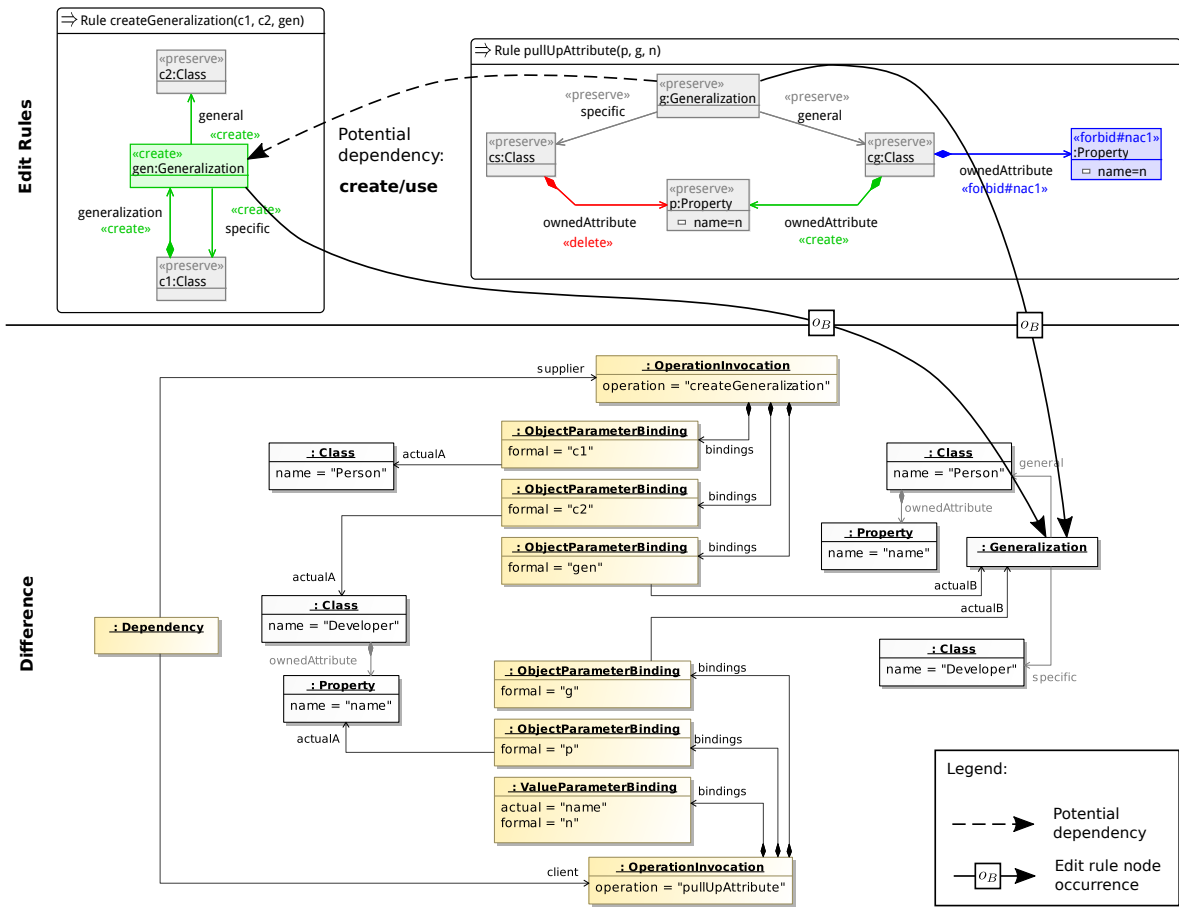 Edit Rules
Rule createGeneralization(c1, c2, gen)
«preserve»
c2:Class
general
«create»
«create»
gen:Generalization
generalization
«create»
«create»
specific
«preserve»
c1:Class
Potential
dependency:
create/use
Rule pullUpAttribute(p, g, n)
«preserve»
g:Generalization
«preserve»
specific
«preserve»
general
«preserve»
cs:Class
«preserve»
cg:Class
«forbid#nac1»
:Property
name=n
ownedAttribute
«forbid#nac1»
«preserve»
p:Property
name=n
ownedAttribute
«delete»
ownedAttribute
«create»
oB
oB
Difference
supplier
: OperationInvocation
operation = "createGeneralization"
: ObjectParameterBinding
formal = "c1"
bindings
actualA
: Class
name = "Person"
: ObjectParameterBinding
formal = "c2"
bindings
: ObjectParameterBinding
formal = "gen"
bindings
actualA
: Class
name = "Developer"
ownedAttribute
: Property
name = "name"
actualA
: Dependency
: Class
name = "Person"
general
ownedAttribute
: Property
name = "name"
: Generalization
actualB
actualB
: Class
name = "Developer"
specific
: ObjectParameterBinding
formal = "g"
bindings
: ObjectParameterBinding
formal = "p"
bindings
: ValueParameterBinding
actual = "name"
formal = "n"
bindings
client
: OperationInvocation
operation = "pullUpAttribute"
Legend:
Potential
dependency
oB
Edit rule node
occurrence